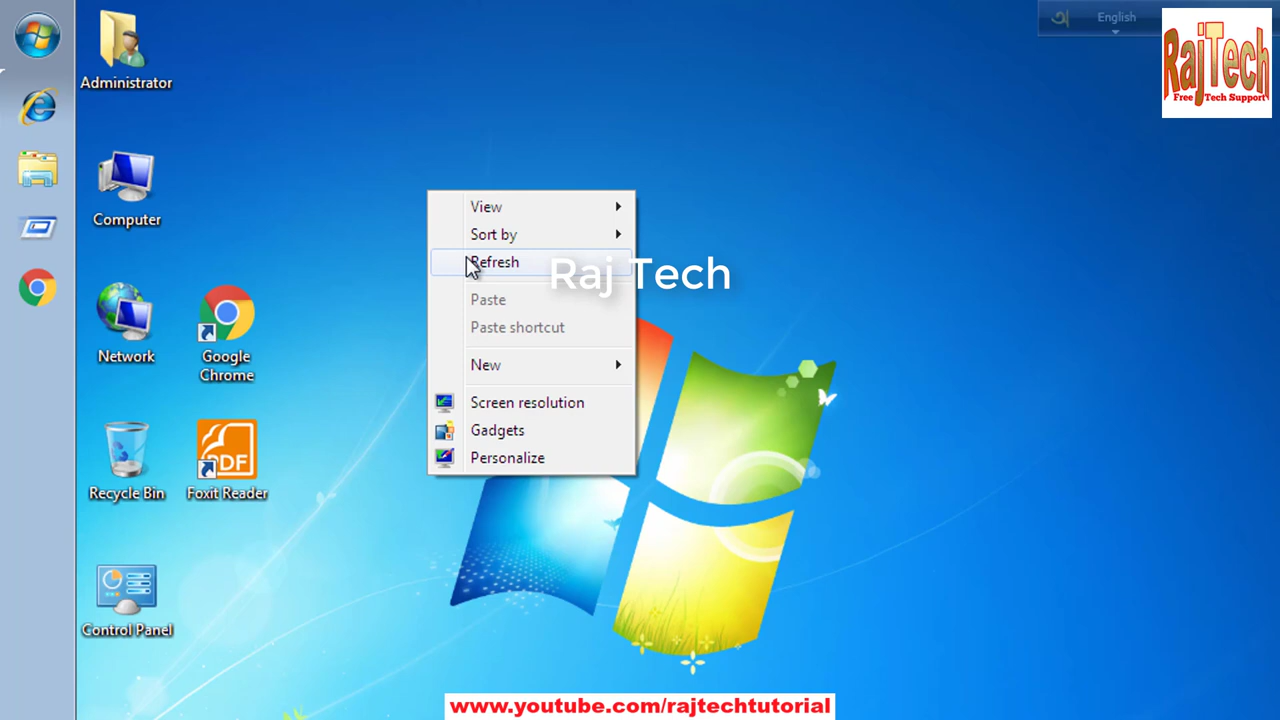 Administrator
Computer
Network
Google
Chrome
Recycle Bin
Foxit Reader
PDF
Control Panel
View
Sort by
Refresh
Paste
Paste shortcut
New
Screen resolution
Gadgets
Personalize
Raj Tech
English
RajTech
Free Tech Support
www.youtube.com/rajtechtutorial